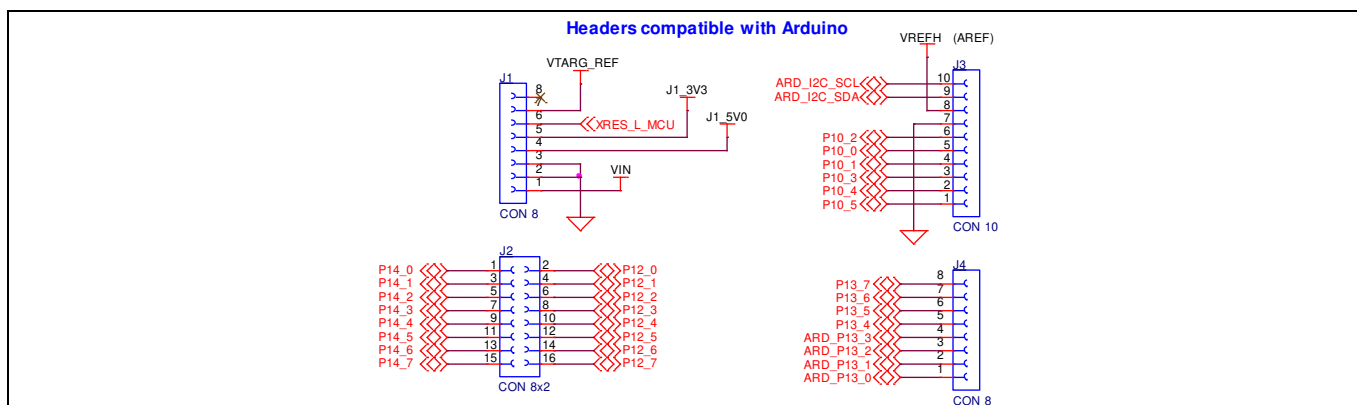 Headers compatible with Arduino
J1
VTARG_REF
J1_3V3
J1_5V0
8
7
6 XRES_L_MCU
5
4
3
2
1 VIN
CON 8
VREFH (AREF)
J3
ARD_I2C_SCL 10
ARD_I2C_SDA 9
8
7
P10_2 6
P10_0 5
P10_1 4
P10_3 3
P10_4 2
P10_5 1
CON 10
J2
P14_0 1 2 P12_0
P14_1 3 4 P12_1
P14_2 5 6 P12_2
P14_3 7 8 P12_3
P14_4 9 10 P12_4
P14_5 11 12 P12_5
P14_6 13 14 P12_6
P14_7 15 16 P12_7
CON 8x2
J4
P13_7 8
P13_6 7
P13_5 6
P13_4 5
ARD_P13_3 4
ARD_P13_2 3
ARD_P13_1 2
ARD_P13_0 1
CON 8